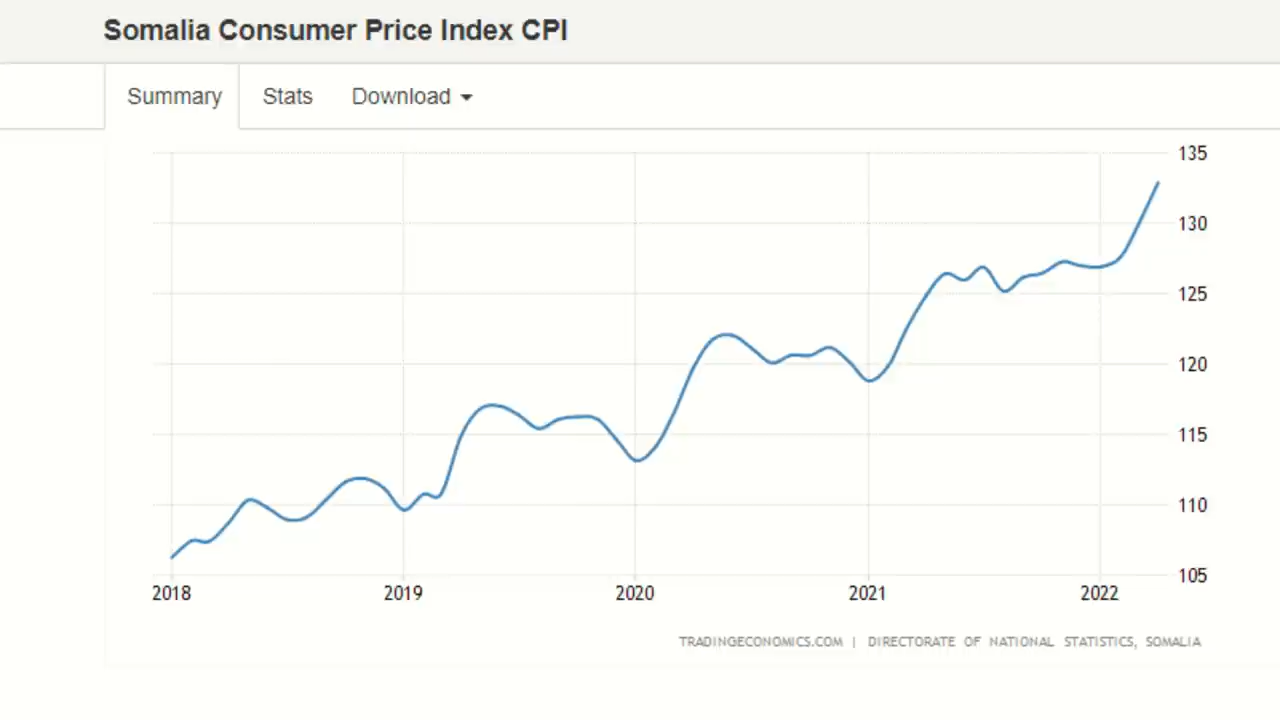 Somalia Consumer Price Index CPI
Summary Stats Download
135
130
125
120
115
110
105
2018 2019 2020 2021 2022
TRADINGECONOMICS.COM | DIRECTORATE OF NATIONAL STATISTICS, SOMALIA